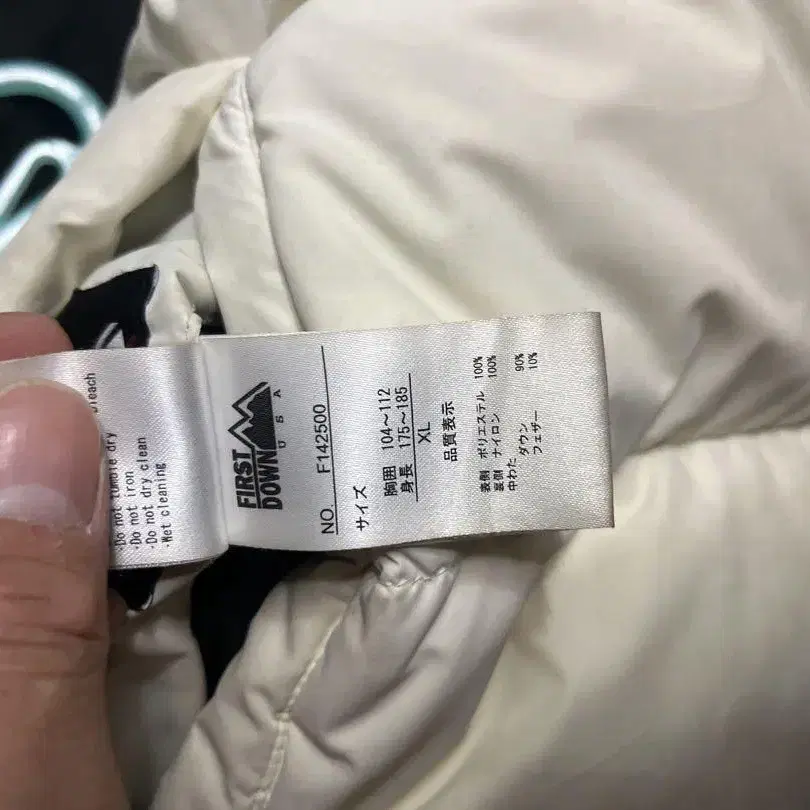 bleach
·Do not tumble dry
·Do not iron
·Do not dry clean
·Wet cleaning
FIRST
DOWN
USA
NO. F142500
サイズ
胸囲 104～112
身長 175～185
XL
品質表示
表側 ポリエステル 100%
裏側 ナイロン 100%
中わた ダウン 90%
フェザー 10%